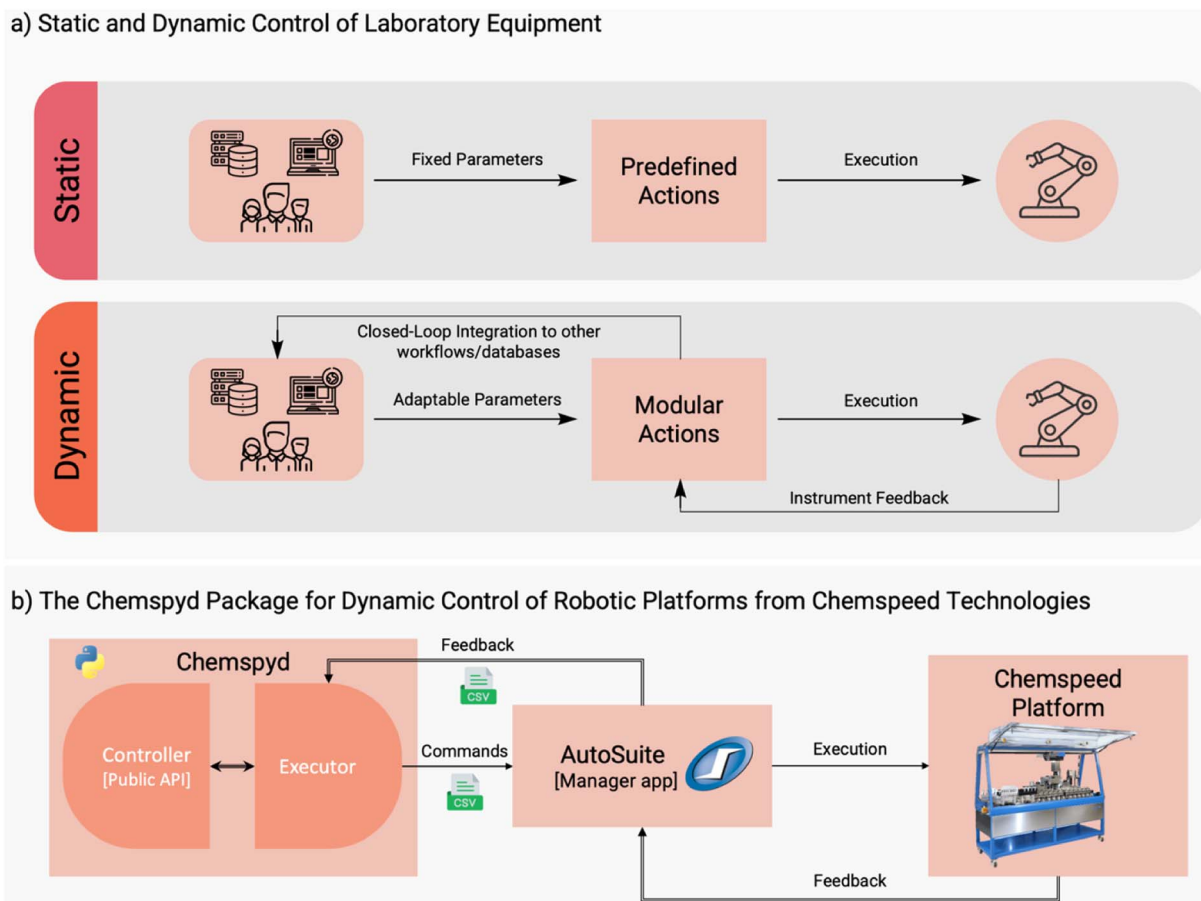 a) Static and Dynamic Control of Laboratory Equipment
Static
Fixed Parameters
Predefined
Actions
Execution
Dynamic
Closed-Loop Integration to other
workflows/databases
Adaptable Parameters
Modular
Actions
Execution
Instrument Feedback
b) The Chemspyd Package for Dynamic Control of Robotic Platforms from Chemspeed Technologies
Chemspyd
Controller
[Public API]
Executor
Feedback
CSV
Commands
CSV
AutoSuite
[Manager app]
Execution
Chemspeed
Platform
Feedback